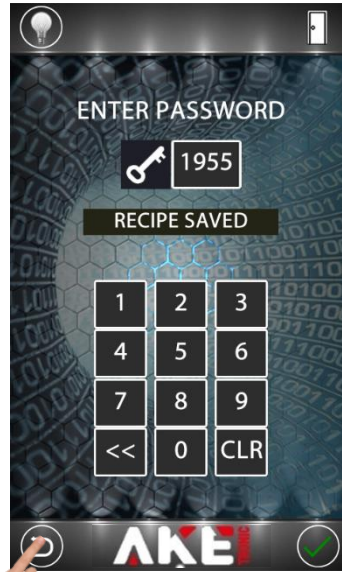 ENTER PASSWORD
1955
RECIPE SAVED
1 2 3
4 5 6
7 8 9
<< 0 CLR
AKE